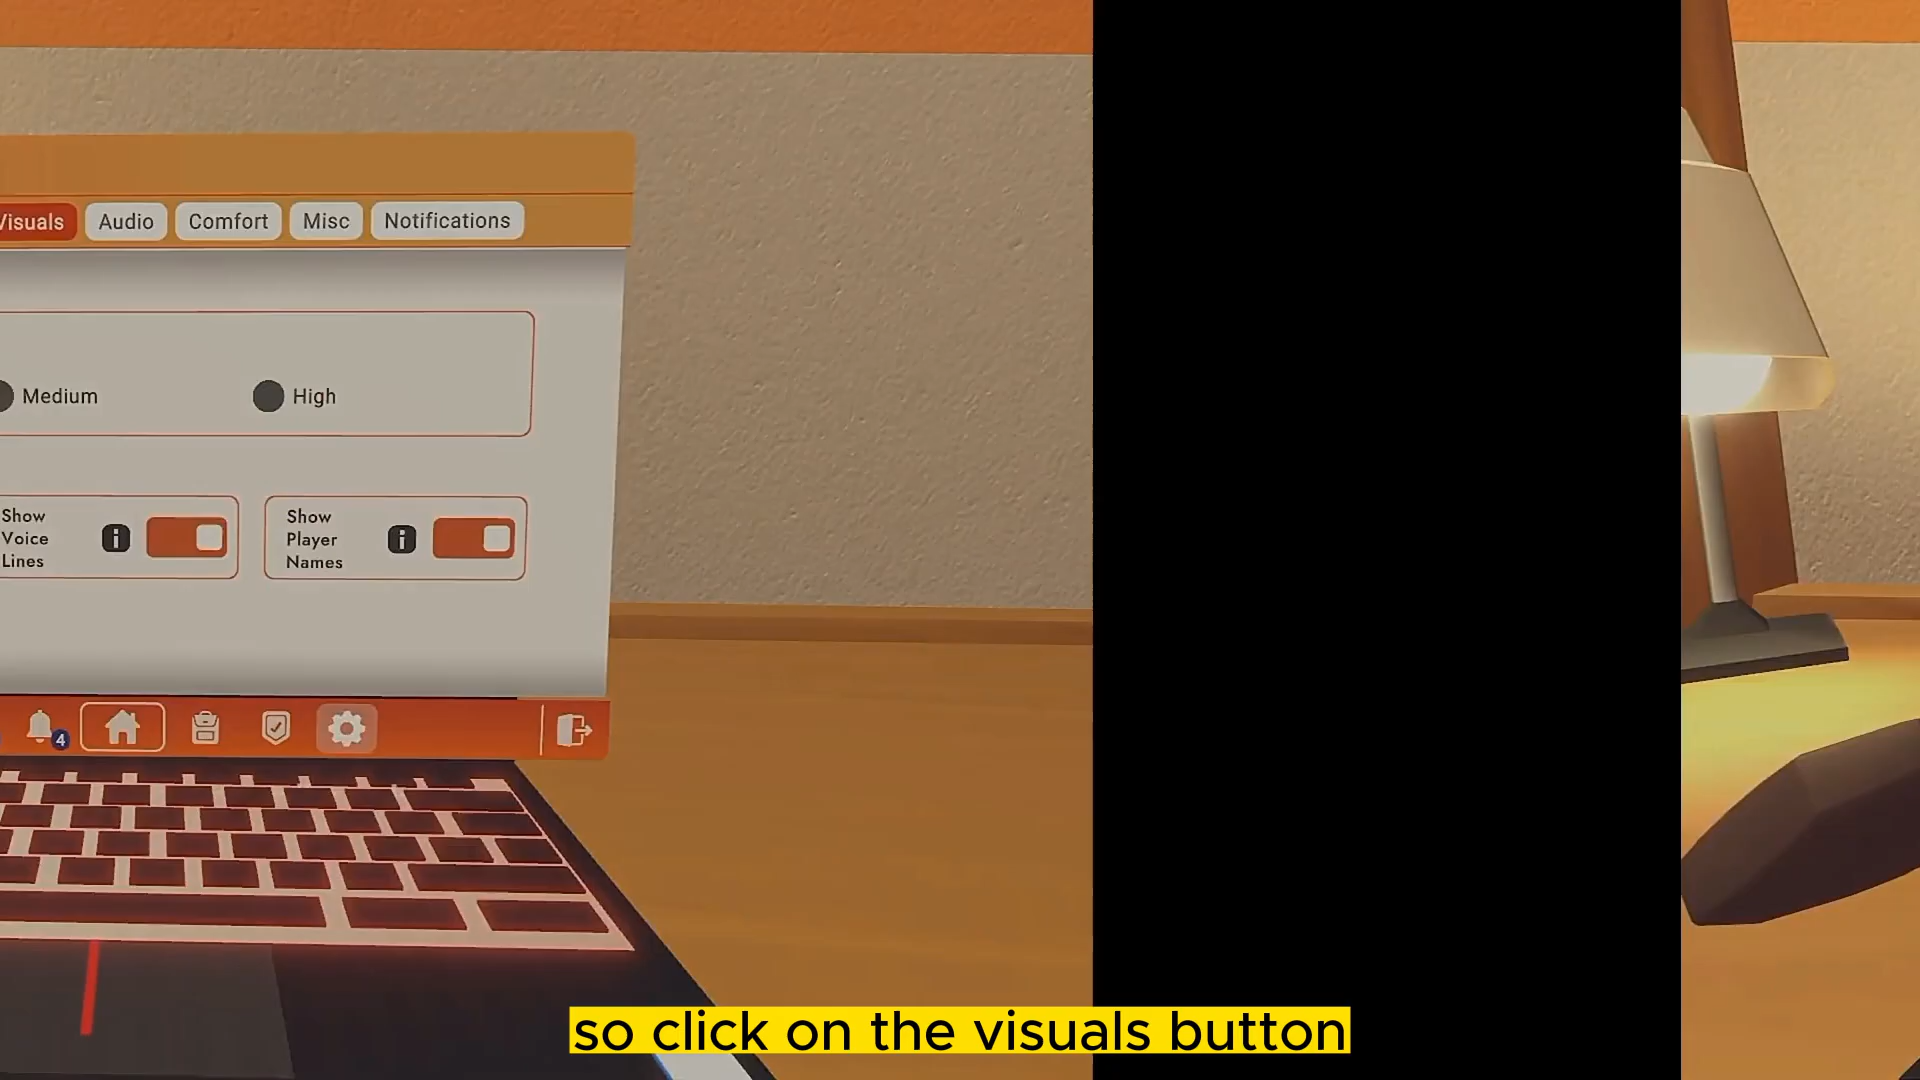 Visuals Audio Comfort Misc Notifications
Medium High
Show
Voice
Lines
Show
Player
Names
4
so click on the visuals button